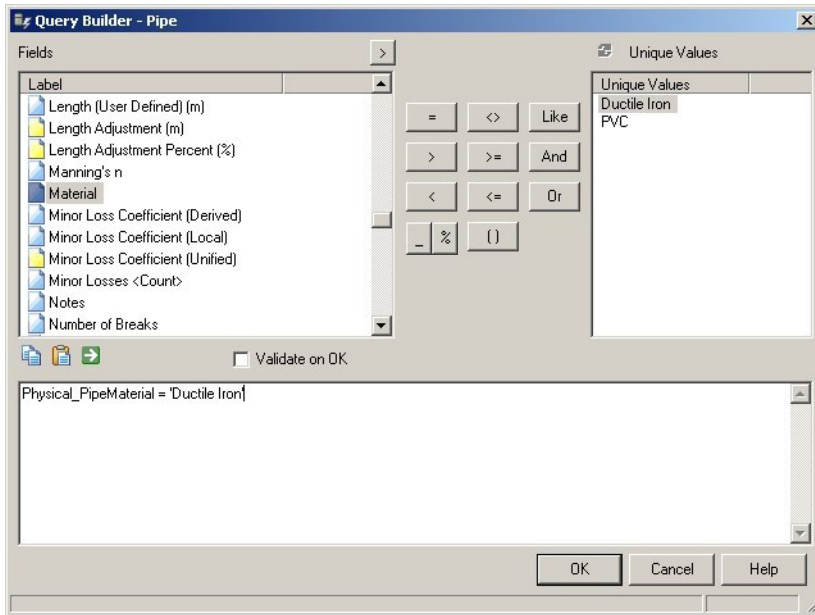 Query Builder - Pipe
Fields
>
Unique Values
Label
Length (User Defined) (m)
Length Adjustment (m)
Length Adjustment Percent (%)
Manning's n
Material
Minor Loss Coefficient (Derived)
Minor Loss Coefficient (Local)
Minor Loss Coefficient (Unified)
Minor Losses <Count>
Notes
Number of Breaks
= <> Like
> >= And
< <= Or
_ % ( )
Unique Values
Ductile Iron
PVC
Validate on OK
Physical_PipeMaterial = 'Ductile Iron'
OK Cancel Help